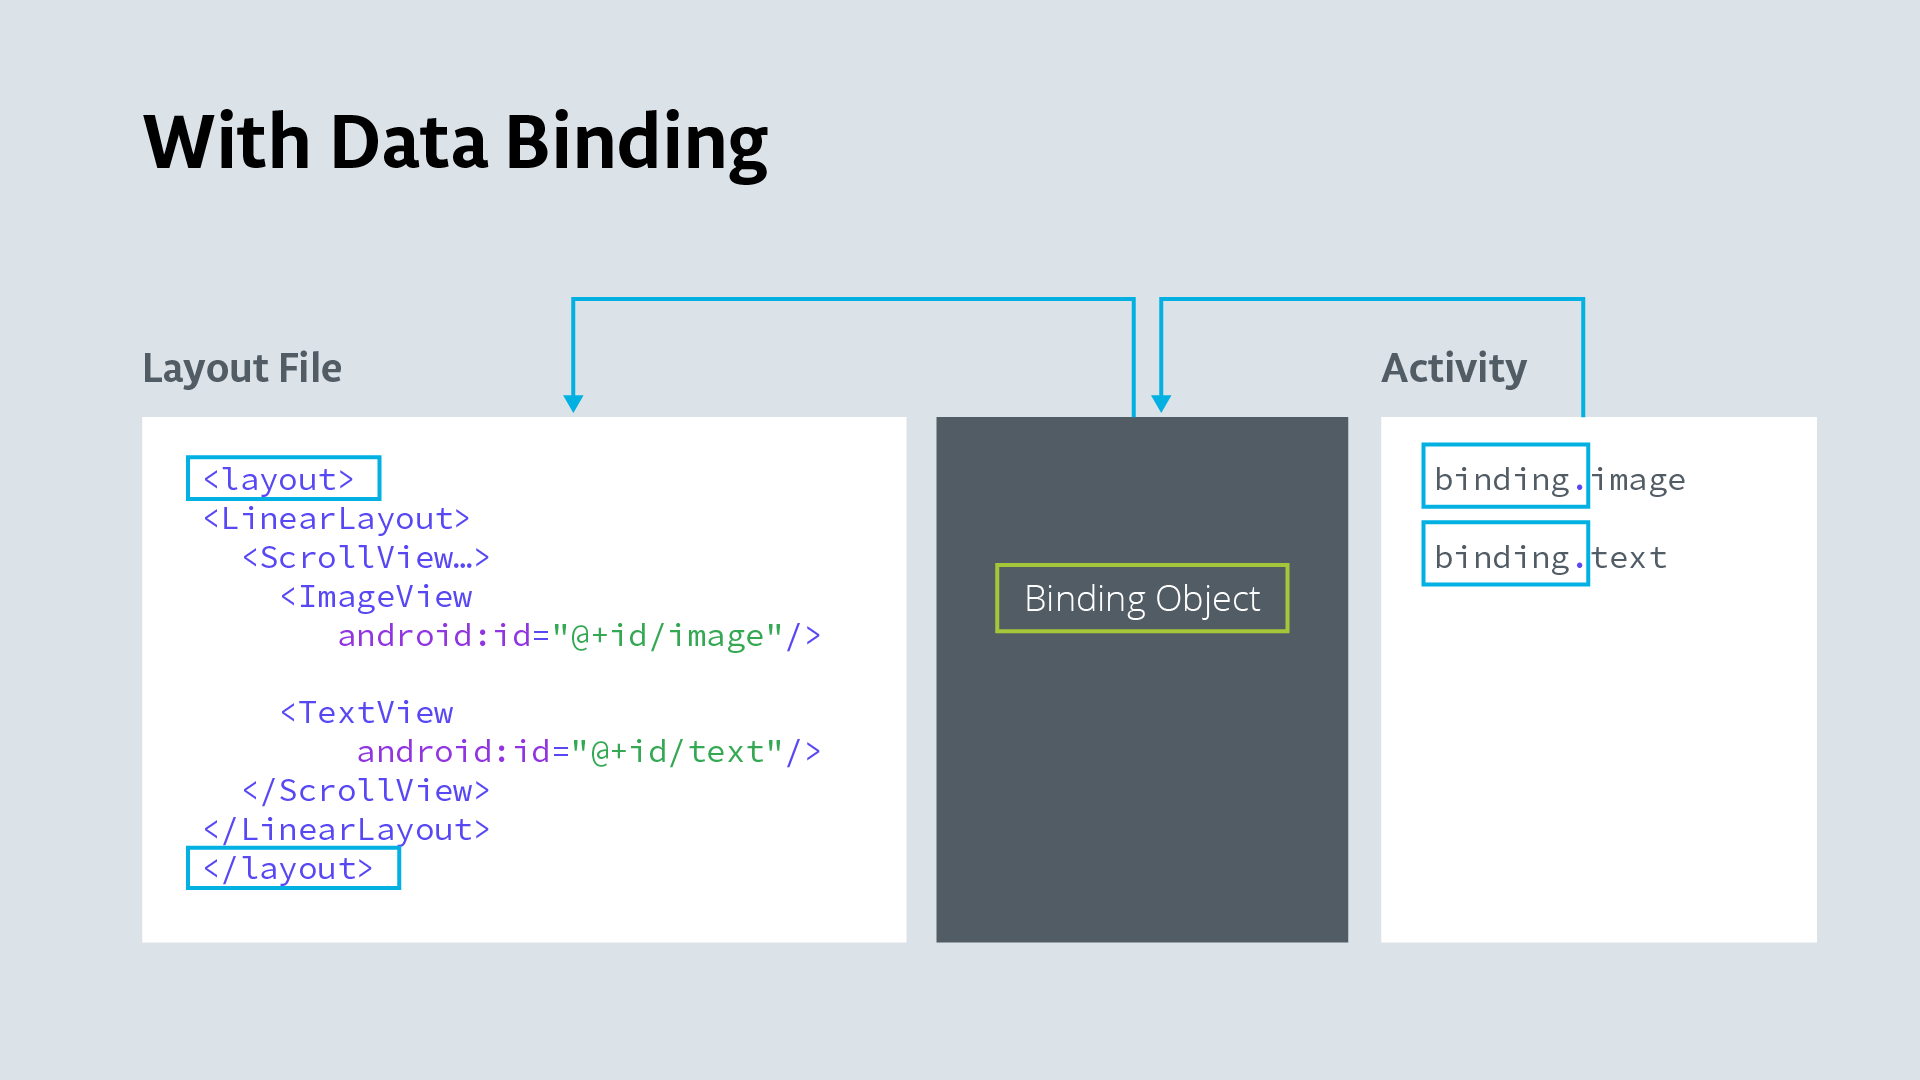 With Data Binding
Layout File
<layout>
<LinearLayout>
<ScrollView…>
<ImageView
android:id="@+id/image"/>
<TextView
android:id="@+id/text"/>
</ScrollView>
</LinearLayout>
</layout>
Binding Object
Activity
binding.image
binding.text